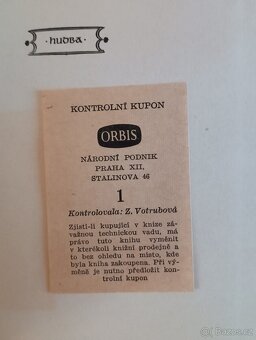 HUDBA
KONTROLNÍ KUPON
ORBIS
NÁRODNÍ PODNIK
PRAHA XII,
STALINOVA 46
1
Kontrolovala: Z. Votrubová
Zjistí-li kupující v knize zá-
važnou technickou vadu, má
právo tuto knihu vyměnit
v kterékoli knižní prodejně a
to bez ohledu na místo, kde
byla kniha zakoupena. Při vý-
měně je nutno předložit kon-
trolní kupon
Sbazar.cz